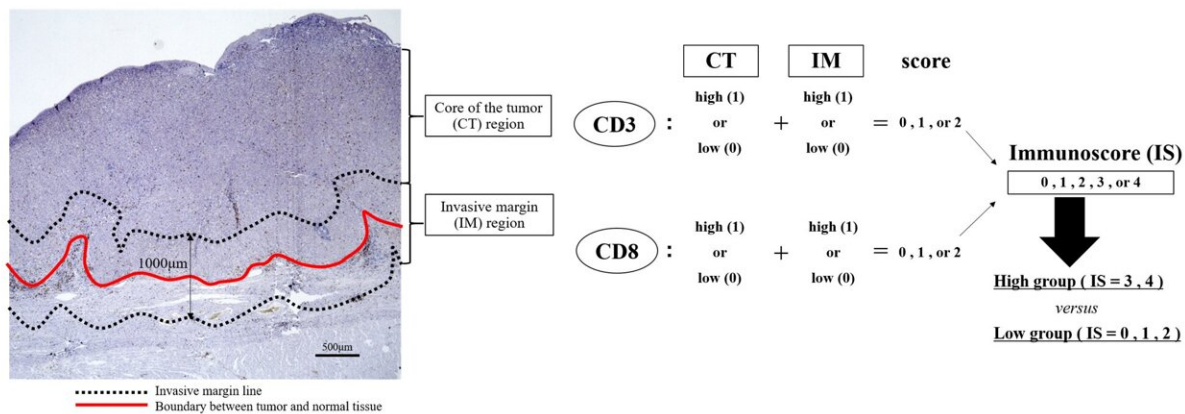 Core of the tumor
(CT) region
Invasive margin
(IM) region
1000μm
500μm
Invasive margin line
Boundary between tumor and normal tissue
CT IM score
CD3 : high (1) or low (0) + high (1) or low (0) = 0 , 1 , or 2
CD8 : high (1) or low (0) + high (1) or low (0) = 0 , 1 , or 2
Immunoscore (IS)
0 , 1 , 2 , 3 , or 4
High group ( IS = 3 , 4 )
versus
Low group ( IS = 0 , 1 , 2 )